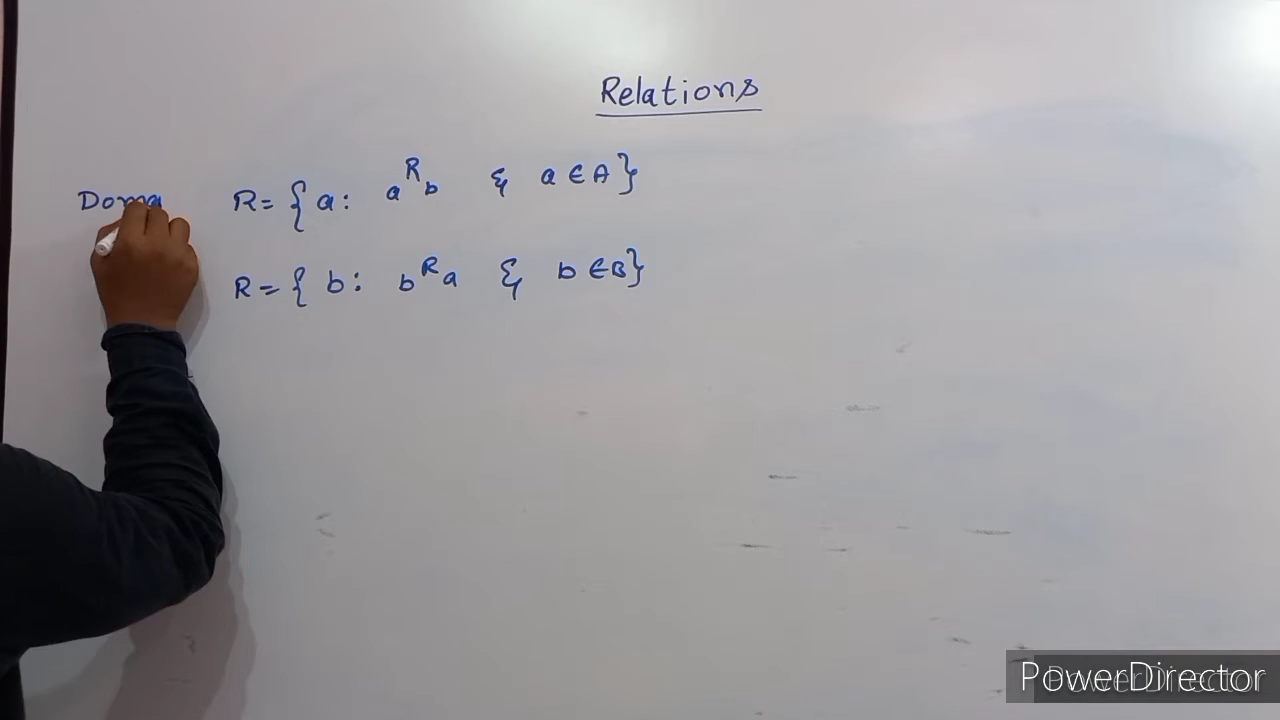 Relations
Doma R = { a : a R b & a ∈ A }
R = { b : b R a & b ∈ B }
PowerDirector